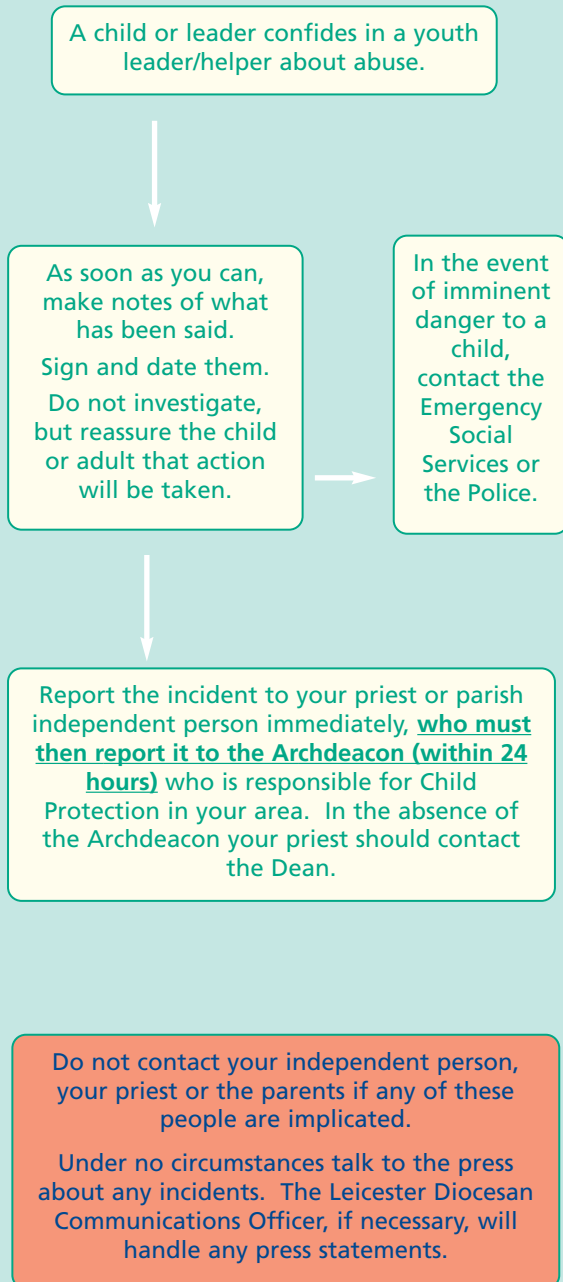 A child or leader confides in a youth
leader/helper about abuse.
As soon as you can,
make notes of what
has been said.
Sign and date them.
Do not investigate,
but reassure the child
or adult that action
will be taken.
In the event
of imminent
danger to a
child,
contact the
Emergency
Social
Services or
the Police.
Report the incident to your priest or parish
independent person immediately, who must
then report it to the Archdeacon (within 24
hours) who is responsible for Child
Protection in your area. In the absence of
the Archdeacon your priest should contact
the Dean.
Do not contact your independent person,
your priest or the parents if any of these
people are implicated.
Under no circumstances talk to the press
about any incidents. The Leicester Diocesan
Communications Officer, if necessary, will
handle any press statements.